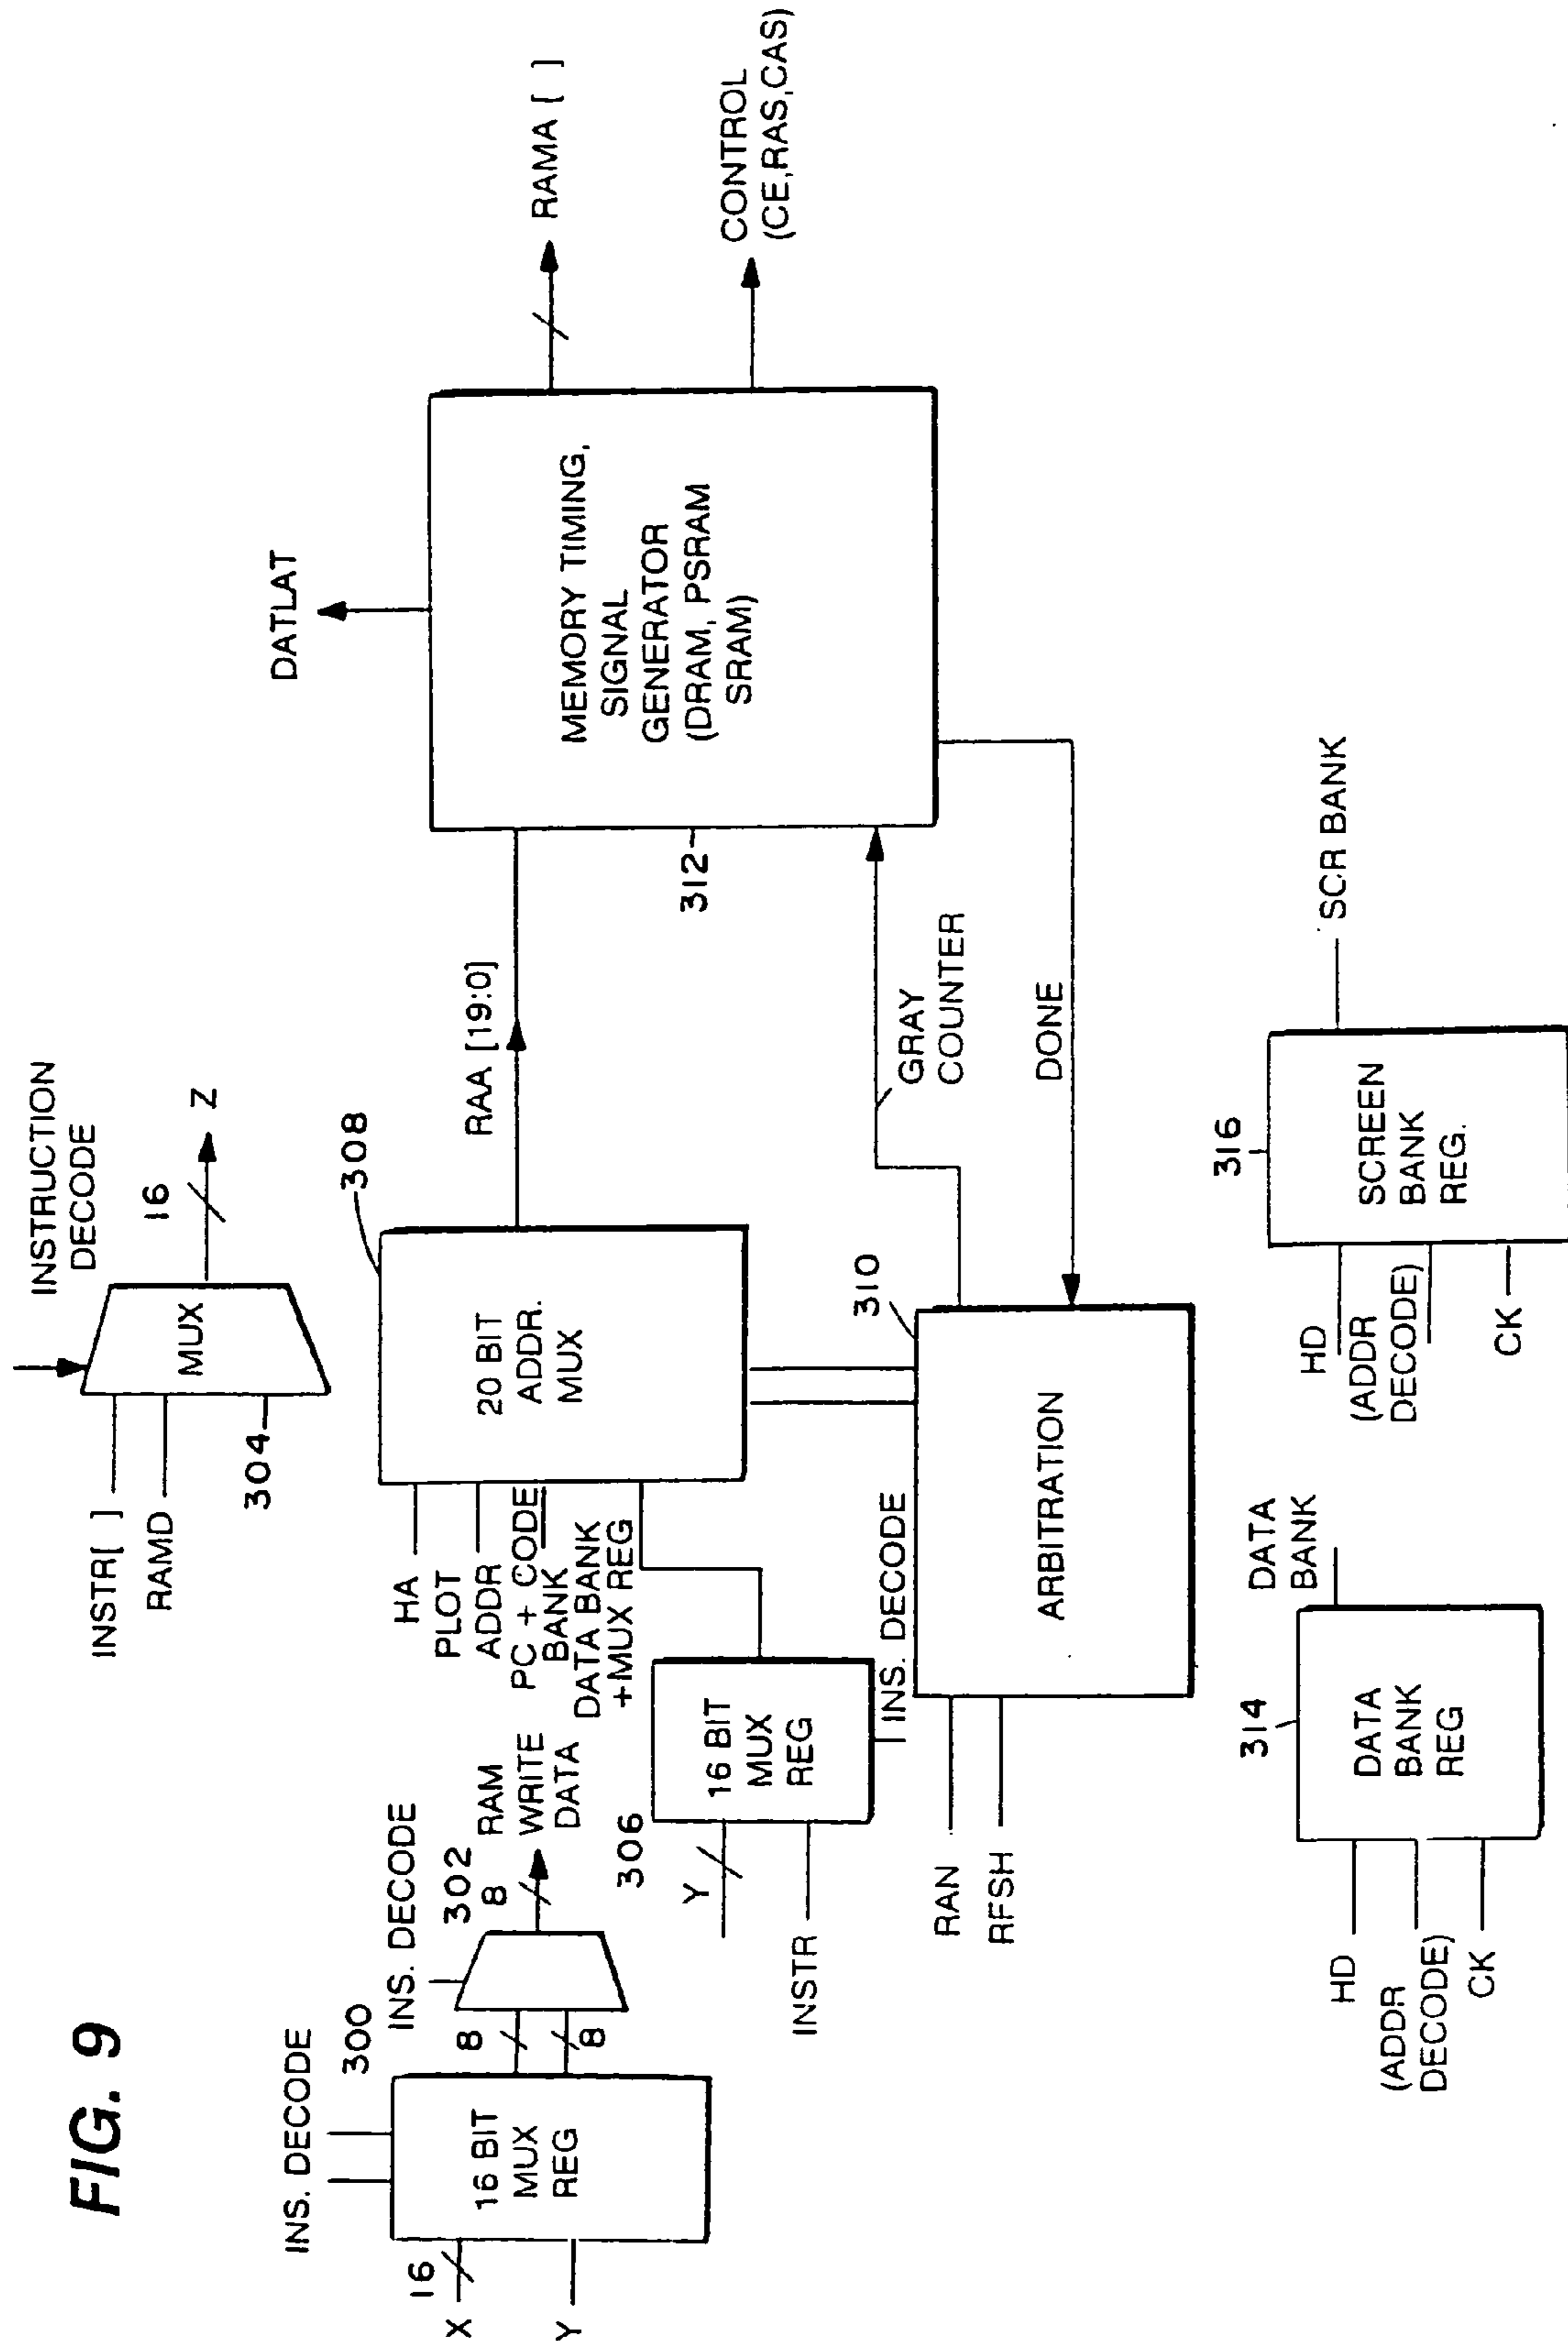 FIG. 9
INS. DECODE
300
16
X
Y
16 BIT
MUX
REG
INS. DECODE
302
8
8
8
RAM
WRITE
DATA
INSTRUCTION
DECODE
INSTR[ ]
RAMD
304
MUX
16
Z
HA
PLOT
ADDR
PC + CODE
BANK
DATA BANK
+MUX REG
308
20 BIT
ADDR.
MUX
RAA [19:0]
306
Y
INSTR
16 BIT
MUX
REG
INS. DECODE
INS. DECODE
310
RAN
RFSH
ARBITRATION
GRAY
COUNTER
DONE
312
DATLAT
MEMORY TIMING,
SIGNAL
GENERATOR
(DRAM, PSRAM
SRAM)
RAMA [ ]
CONTROL
(CE,RAS,CAS)
314
HD
(ADDR
DECODE)
CK
DATA
BANK
REG
DATA
BANK
316
HD
(ADDR
DECODE)
CK
SCREEN
BANK
REG.
SCR BANK